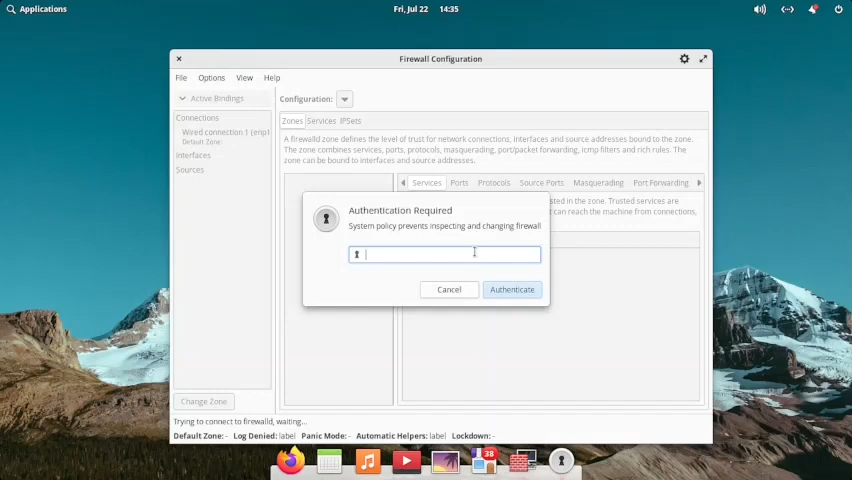 Applications
Fri, Jul 22 14:35
Firewall Configuration
File Options View Help
Active Bindings
Configuration:
Connections
Zones Services IPSets
Wired connection 1 (enp1
Default Zone:
A firewalld zone defines the level of trust for network connections, interfaces and source addresses bound to the zone.
The zone combines services, ports, protocols, masquerading, port/packet forwarding, icmp filters and rich rules. The
zone can be bound to interfaces and source addresses.
Interfaces
Sources
Services Ports Protocols Source Ports Masquerading Port Forwarding
usted in the zone. Trusted services are
t can reach the machine from connections,
Authentication Required
System policy prevents inspecting and changing firewall
Cancel Authenticate
Change Zone
Trying to connect to firewalld, waiting...
Default Zone: - Log Denied: label Panic Mode: - Automatic Helpers: label Lockdown: -
38